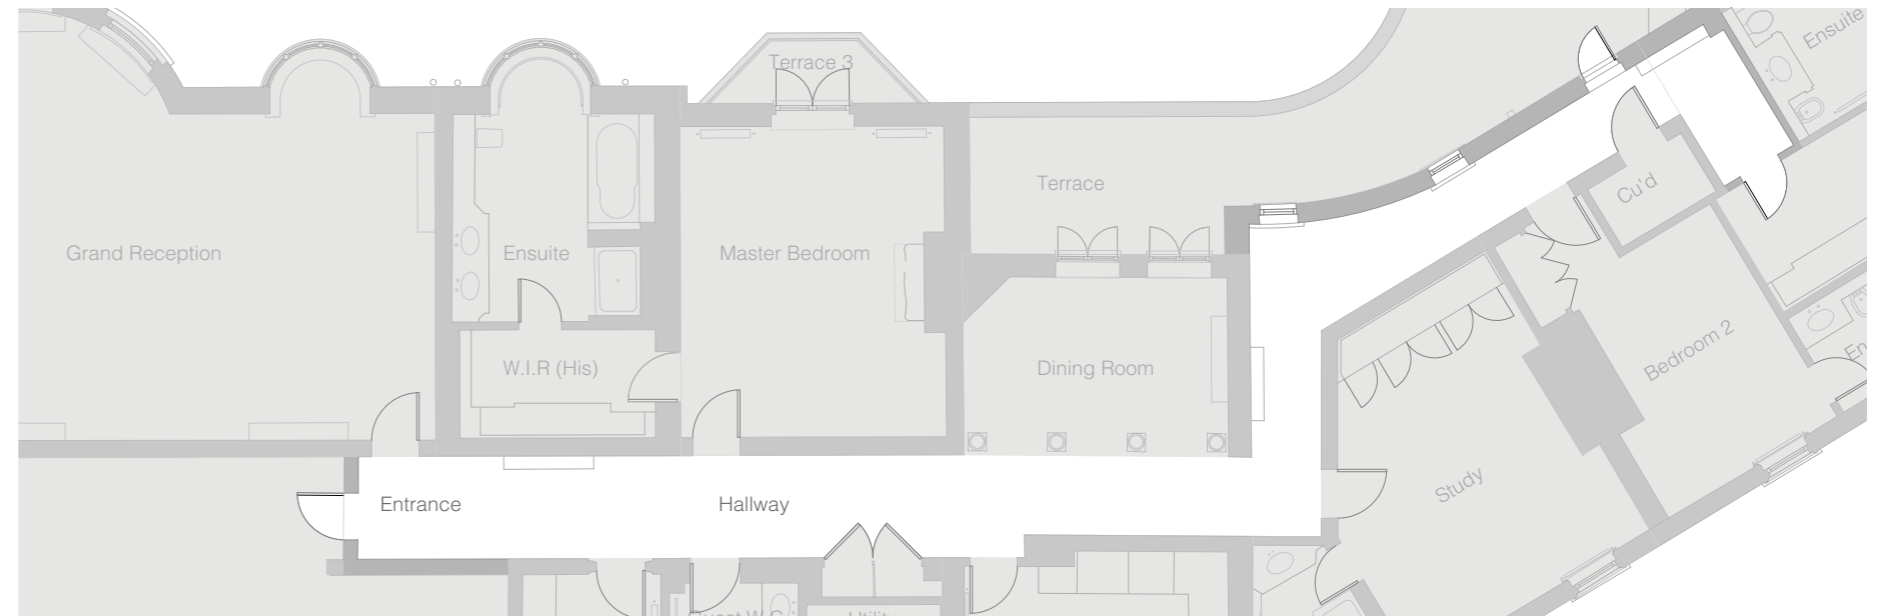 Ensuite
Terrace 3
Terrace
Cu'd
Grand Reception
Ensuite
Master Bedroom
Bedroom 2
W.I.R (His)
Dining Room
Study
Entrance
Hallway